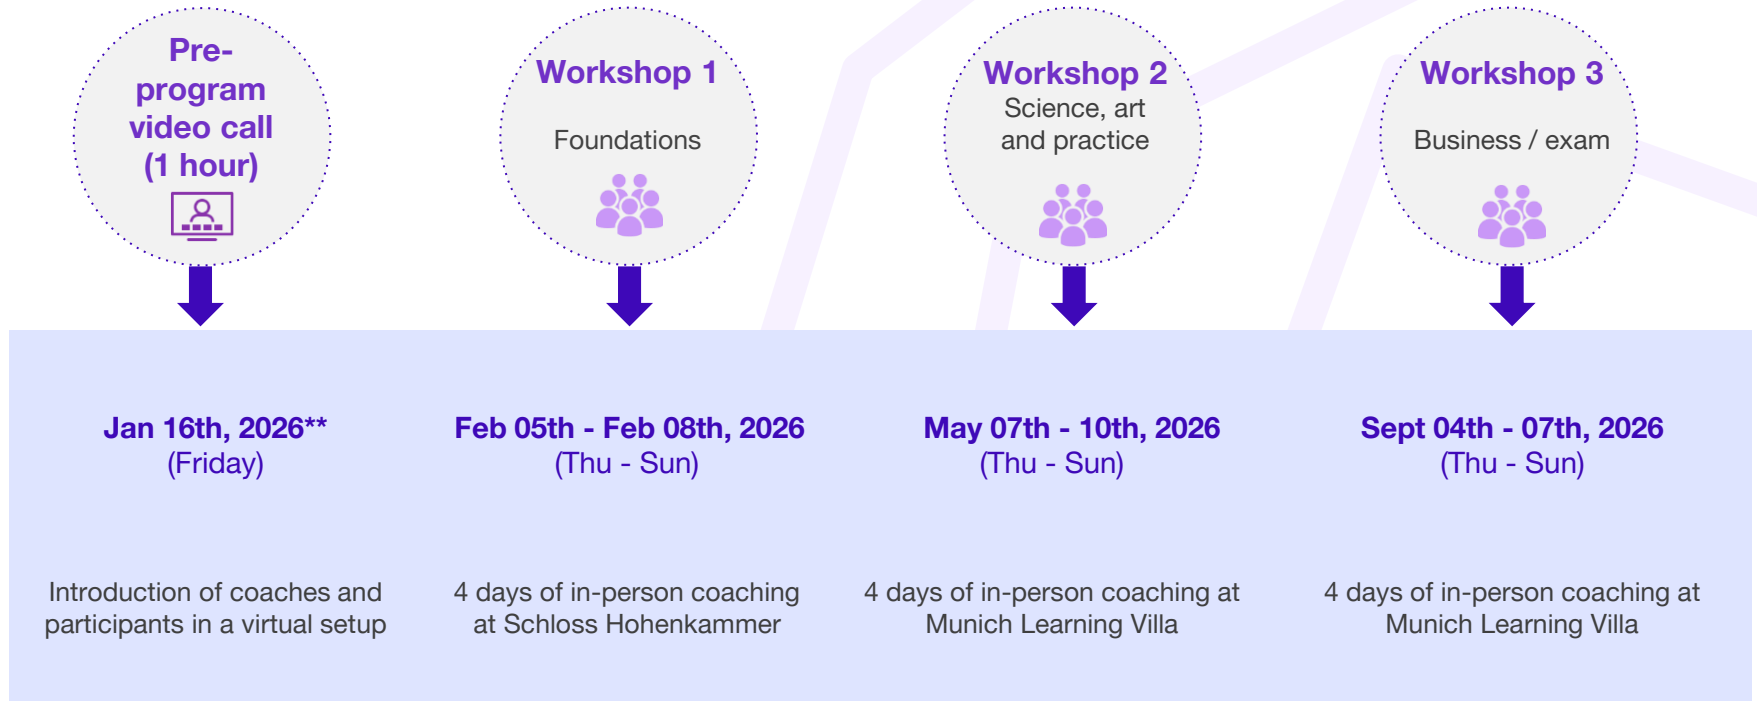 Pre-
program
video call
(1 hour)
Workshop 1
Foundations
Workshop 2
Science, art
and practice
Workshop 3
Business / exam
Jan 16th, 2026**
(Friday)
Feb 05th - Feb 08th, 2026
(Thu - Sun)
May 07th - 10th, 2026
(Thu - Sun)
Sept 04th - 07th, 2026
(Thu - Sun)
Introduction of coaches and
participants in a virtual setup
4 days of in-person coaching
at Schloss Hohenkammer
4 days of in-person coaching at
Munich Learning Villa
4 days of in-person coaching at
Munich Learning Villa